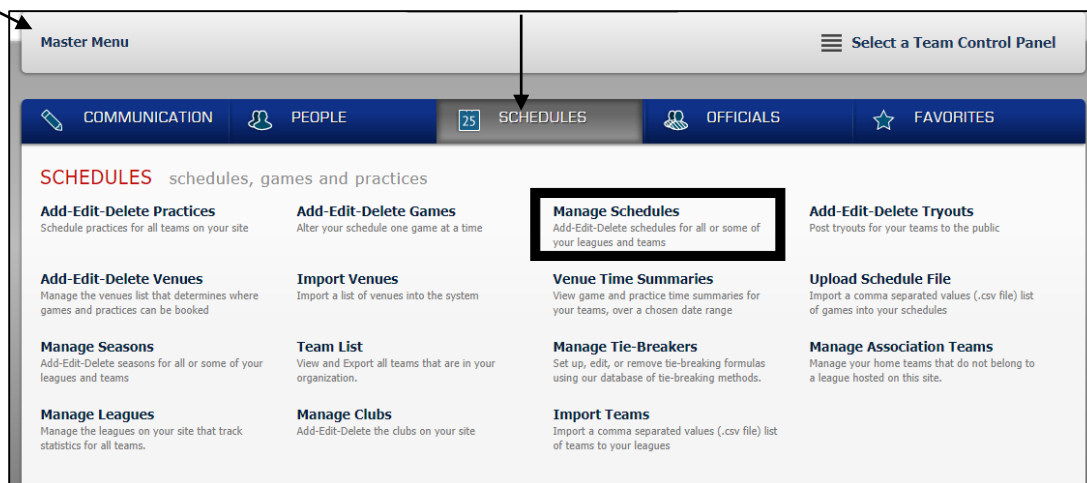 Master Menu
Select a Team Control Panel
COMMUNICATION
PEOPLE
25
SCHEDULES
OFFICIALS
FAVORITES
SCHEDULES schedules, games and practices
Add-Edit-Delete Practices
Schedule practices for all teams on your site
Add-Edit-Delete Games
Alter your schedule one game at a time
Manage Schedules
Add-Edit-Delete schedules for all or some of
your leagues and teams
Add-Edit-Delete Tryouts
Post tryouts for your teams to the public
Add-Edit-Delete Venues
Manage the venues list that determines where
games and practices can be booked
Import Venues
Import a list of venues into the system
Venue Time Summaries
View game and practice time summaries for
your teams, over a chosen date range
Upload Schedule File
Import a comma separated values (.csv file) list
of games into your schedules
Manage Seasons
Add-Edit-Delete seasons for all or some of your
leagues and teams
Team List
View and Export all teams that are in your
organization.
Manage Tie-Breakers
Set up, edit, or remove tie-breaking formulas
using our database of tie-breaking methods.
Manage Association Teams
Manage your home teams that do not belong to
a league hosted on this site.
Manage Leagues
Manage the leagues on your site that track
statistics for all teams.
Manage Clubs
Add-Edit-Delete the clubs on your site
Import Teams
Import a comma separated values (.csv file) list
of teams to your leagues